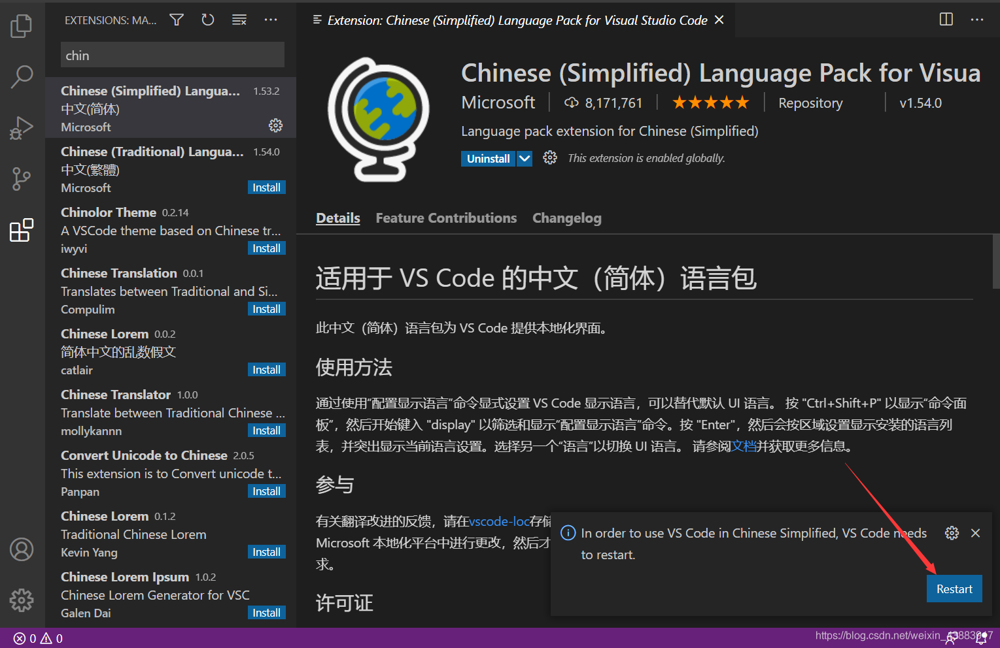 EXTENSIONS: MA...
chin
Chinese (Simplified) Langua... 1.53.2
中文(简体)
Microsoft
Chinese (Traditional) Langua... 1.54.0
中文(繁體)
Microsoft Install
Chinolor Theme 0.2.14
A VSCode theme based on Chinese tr...
iwyvi Install
Chinese Translation 0.0.1
Translates between Traditional and Si...
Compulim Install
Chinese Lorem 0.0.2
简体中文的乱数假文
catlair Install
Chinese Translator 1.0.0
Translate between Traditional Chinese ...
mollykannn Install
Convert Unicode to Chinese 2.0.5
This extension is to Convert unicode t...
Panpan Install
Chinese Lorem 0.1.2
Traditional Chinese Lorem
Kevin Yang Install
Chinese Lorem Ipsum 1.0.2
Chinese Lorem Generator for VSC
Galen Dai Install
Extension: Chinese (Simplified) Language Pack for Visual Studio Code
Chinese (Simplified) Language Pack for Visua
Microsoft 8,171,761 Repository v1.54.0
Language pack extension for Chinese (Simplified)
Uninstall This extension is enabled globally.
Details Feature Contributions Changelog
适用于 VS Code 的中文（简体）语言包
此中文（简体）语言包为 VS Code 提供本地化界面。
使用方法
通过使用“配置显示语言”命令显式设置 VS Code 显示语言，可以替代默认 UI 语言。 按 "Ctrl+Shift+P" 以显示“命令面
板”，然后开始键入 "display" 以筛选和显示“配置显示语言”命令。按 "Enter"，然后会按区域设置显示安装的语言列
表，并突出显示当前语言设置。选择另一个“语言”以切换 UI 语言。 请参阅文档并获取更多信息。
参与
有关翻译改进的反馈，请在vscode-loc存储
Microsoft 本地化平台中进行更改，然后才
求。
许可证
In order to use VS Code in Chinese Simplified, VS Code needs
to restart.
Restart
0 0
https://blog.csdn.net/weixin_43883917